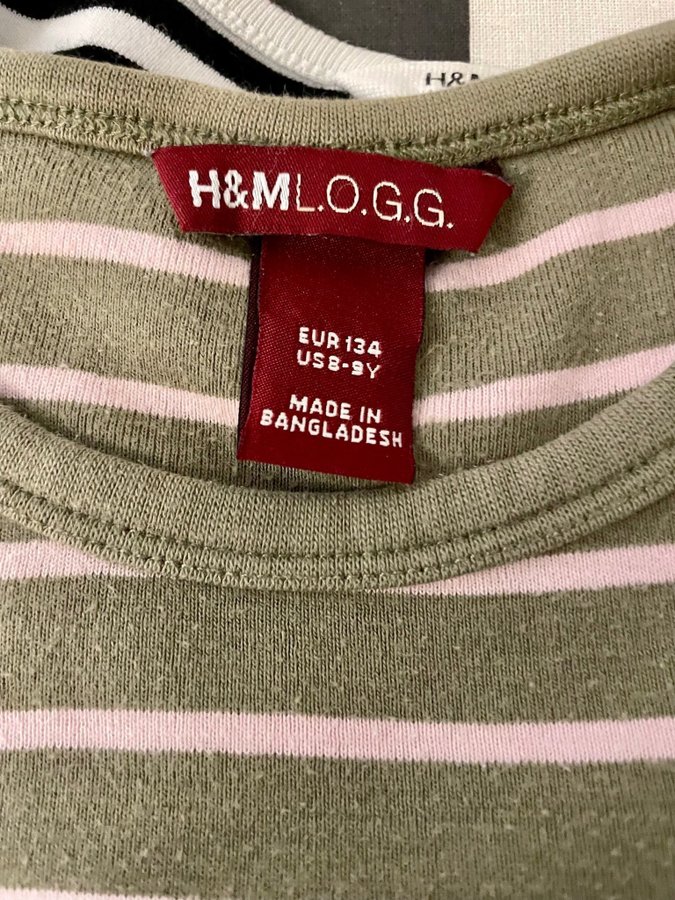 H&M
H&ML.O.G.G.
EUR 134
US8-9Y
MADE IN
BANGLADESH